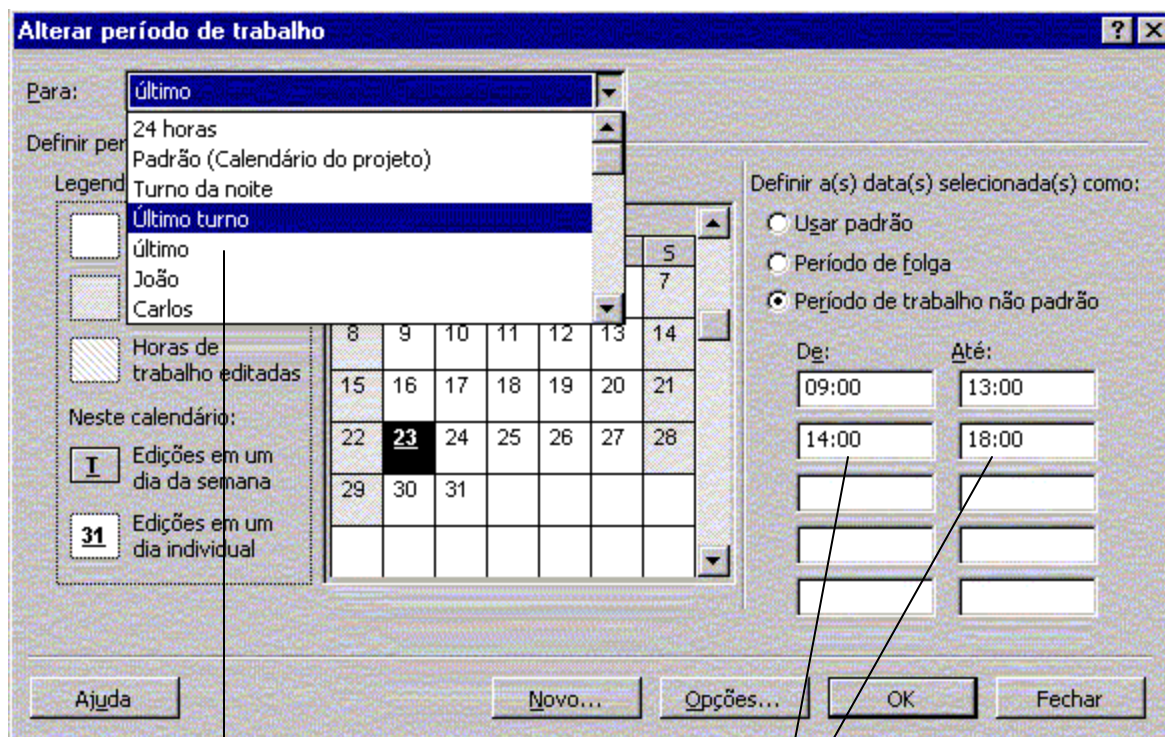 Alterar período de trabalho
Para:
último
24 horas
Padrão (Calendário do projeto)
Turno da noite
Último turno
último
João
Carlos
Definir per
Legend
Horas de
trabalho editadas
Neste calendário:
T
Edições em um
dia da semana
31
Edições em um
dia individual
S
7
8 9 10 11 12 13 14
15 16 17 18 19 20 21
22 23 24 25 26 27 28
29 30 31
Definir a(s) data(s) selecionada(s) como:
Usar padrão
Período de folga
Período de trabalho não padrão
De: Até:
09:00 13:00
14:00 18:00
Ajuda Novo... Opções... OK Fechar